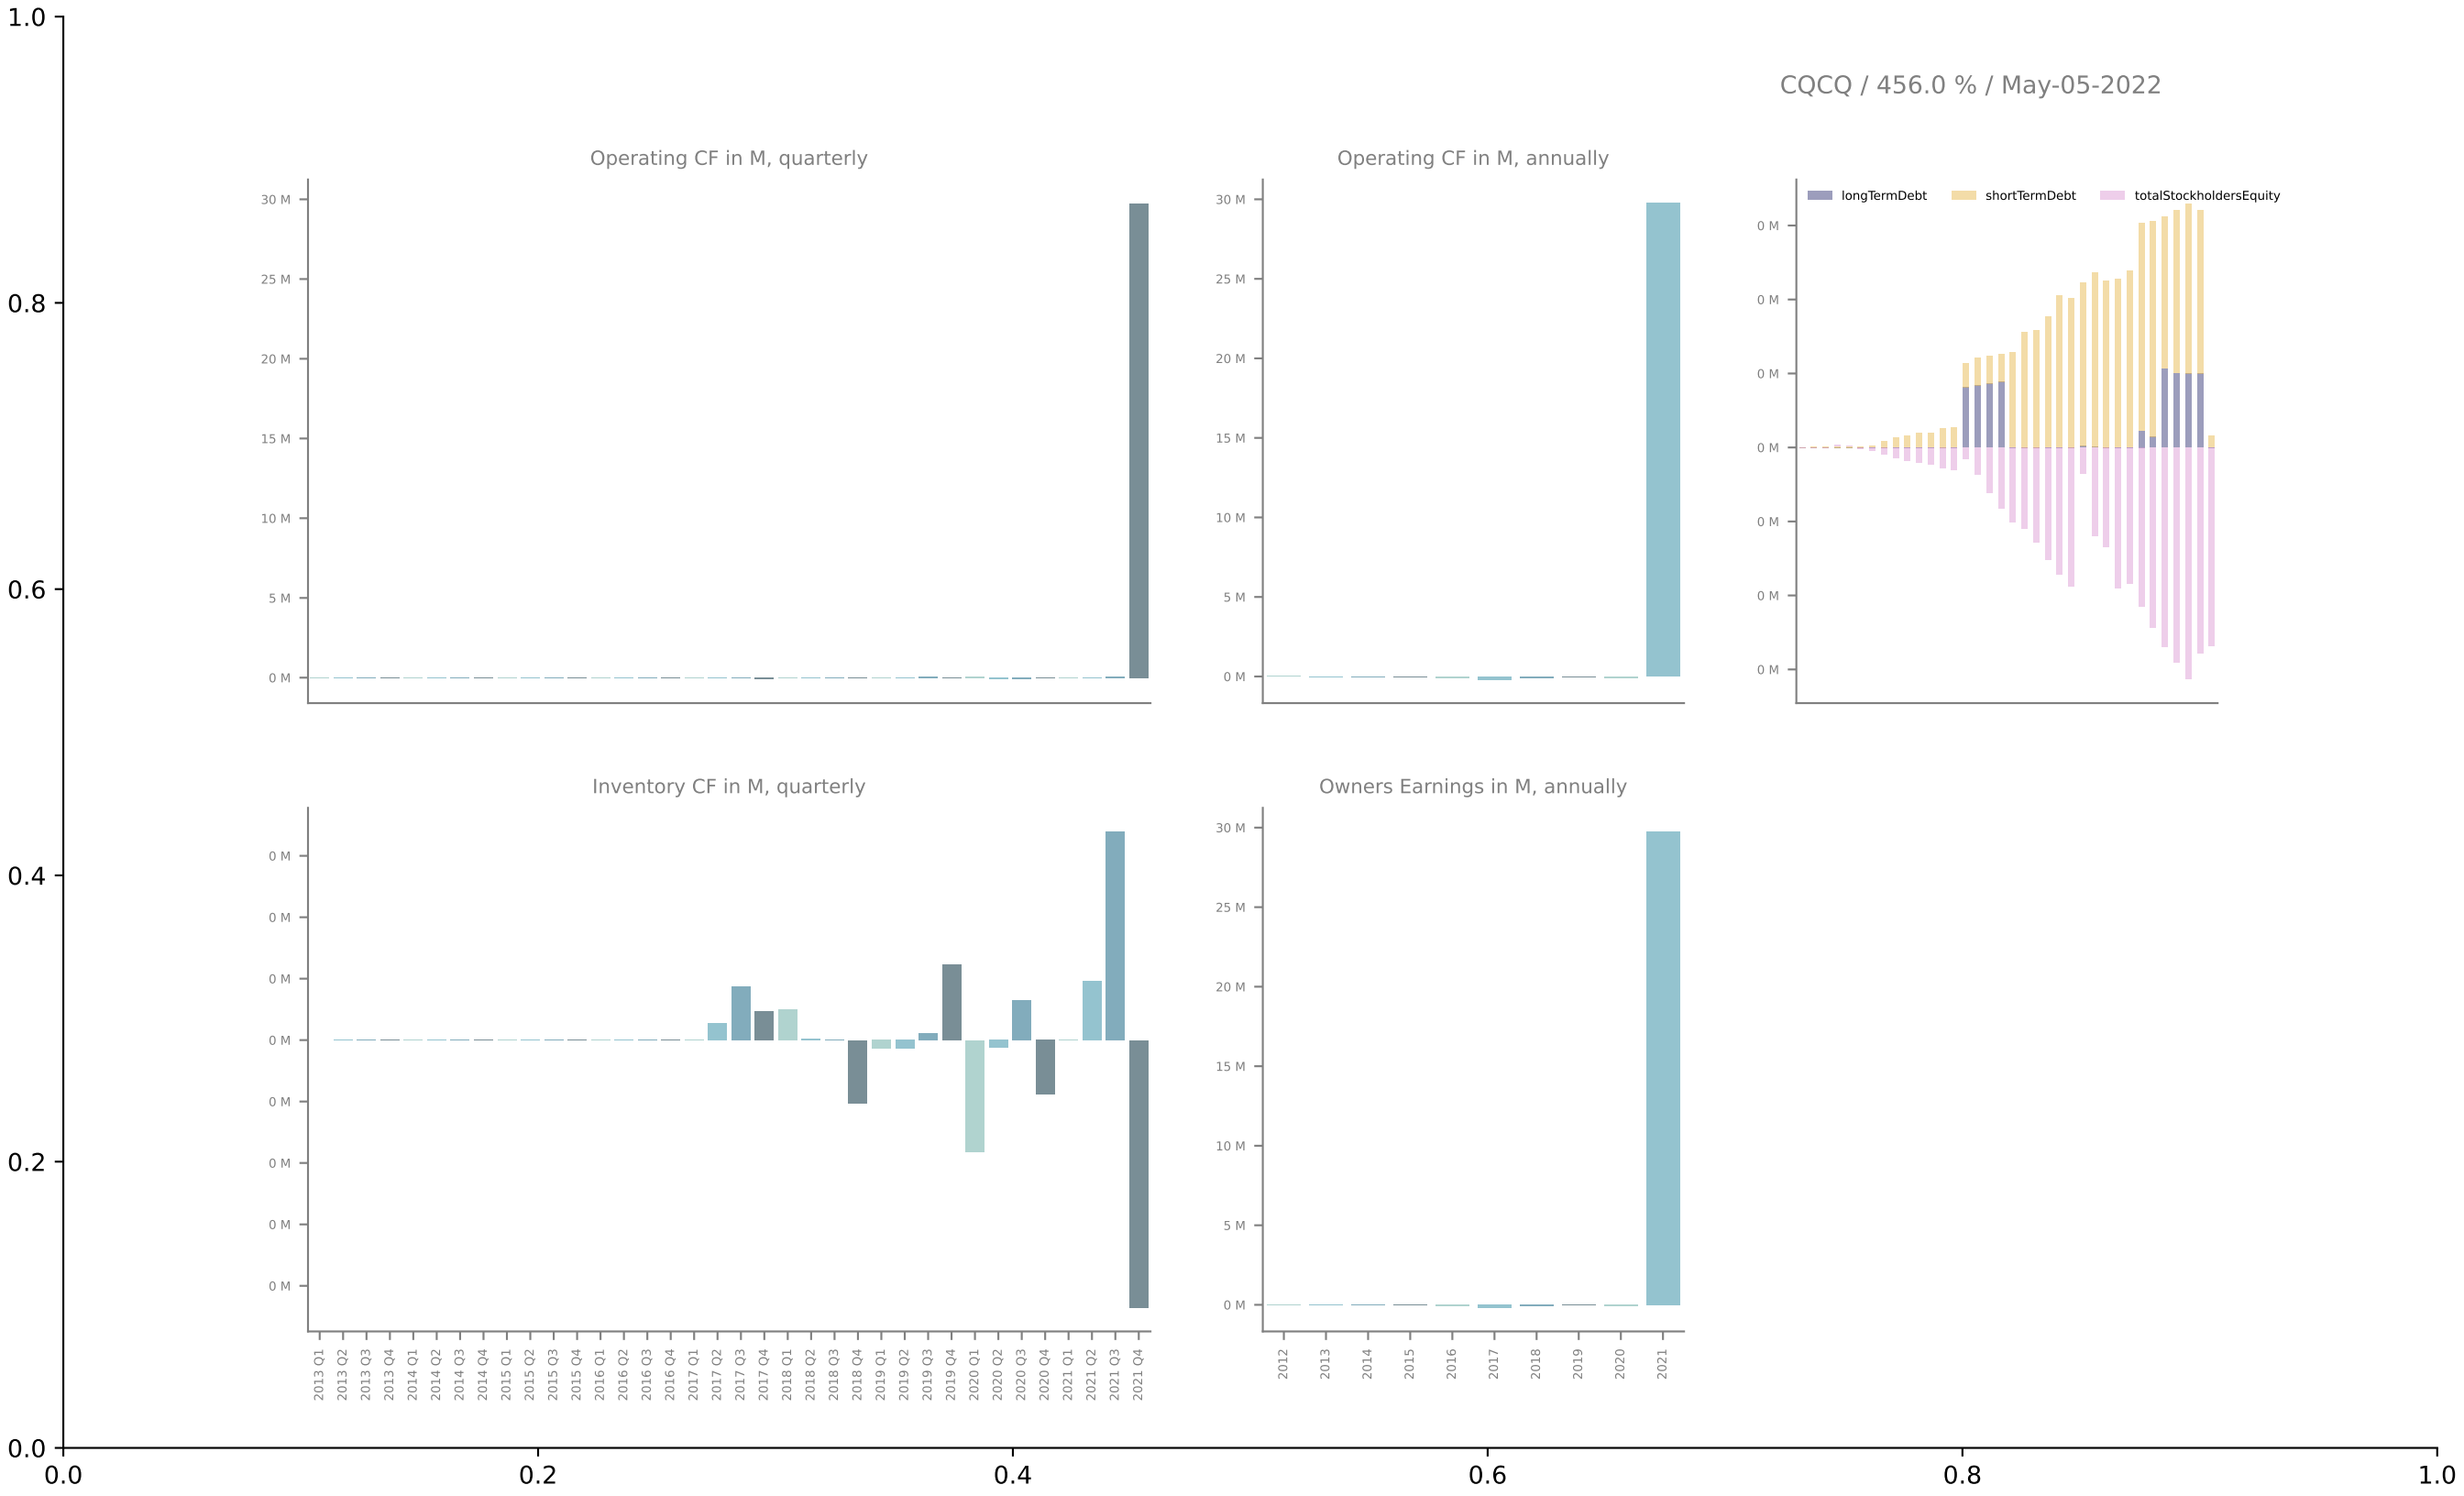 CQCQ / 456.0 % / May-05-2022
Operating CF in M, quarterly
30 M
25 M
20 M
15 M
10 M
5 M
0 M
Operating CF in M, annually
30 M
25 M
20 M
15 M
10 M
5 M
0 M
longTermDebt shortTermDebt totalStockholdersEquity
0 M
0 M
0 M
0 M
0 M
0 M
0 M
Inventory CF in M, quarterly
0 M
0 M
0 M
0 M
0 M
0 M
0 M
0 M
2013 Q1
2013 Q2
2013 Q3
2013 Q4
2014 Q1
2014 Q2
2014 Q3
2014 Q4
2015 Q1
2015 Q2
2015 Q3
2015 Q4
2016 Q1
2016 Q2
2016 Q3
2016 Q4
2017 Q1
2017 Q2
2017 Q3
2017 Q4
2018 Q1
2018 Q2
2018 Q3
2018 Q4
2019 Q1
2019 Q2
2019 Q3
2019 Q4
2020 Q1
2020 Q2
2020 Q3
2020 Q4
2021 Q1
2021 Q2
2021 Q3
2021 Q4
Owners Earnings in M, annually
30 M
25 M
20 M
15 M
10 M
5 M
0 M
2012
2013
2014
2015
2016
2017
2018
2019
2020
2021
1.0
0.8
0.6
0.4
0.2
0.0
0.0 0.2 0.4 0.6 0.8 1.0